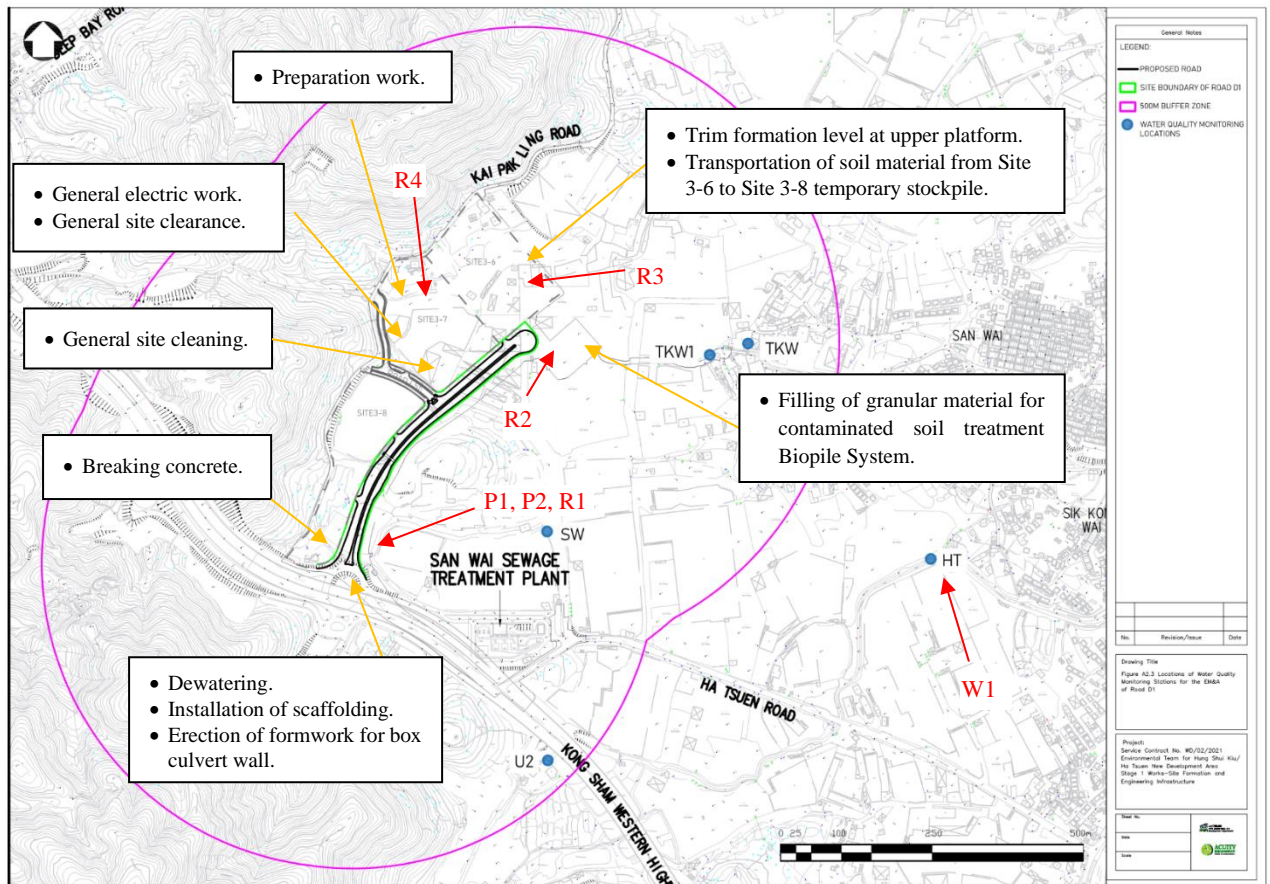 DEEP BAY ROAD
• Preparation work.
KAI PAK LING ROAD
• Trim formation level at upper platform.
• Transportation of soil material from Site
3-6 to Site 3-8 temporary stockpile.
• General electric work.
• General site clearance.
R4
SITE3-6
R3
SITE3-7
• General site cleaning.
TKW1
TKW
SAN WAI
R2
SITE3-8
• Filling of granular material for
contaminated soil treatment
Biopile System.
• Breaking concrete.
P1, P2, R1
SW
SAN WAI SEWAGE
TREATMENT PLANT
SIK KON
WAI
HT
• Dewatering.
• Installation of scaffolding.
• Erection of formwork for box
culvert wall.
W1
HA TSUEN ROAD
U2
KONG SHAM WESTERN HIGH
0 25 100 250 500m
General Notes
LEGEND:
PROPOSED ROAD
SITE BOUNDARY OF ROAD D1
500M BUFFER ZONE
WATER QUALITY MONITORING
LOCATIONS
No. Revision/Issue Date
Drawing Title
Figure A2.3 Locations of Water Quality
Monitoring Stations for the EM&A
of Road D1
Project:
Service Contract No. WD/02/2021
Environmental Team for Hung Shui Kiu/
Ha Tsuen New Development Area
Stage 1 Works-Site Formation and
Engineering Infrastructure
Sheet No.
Date
Scale
ACUITY